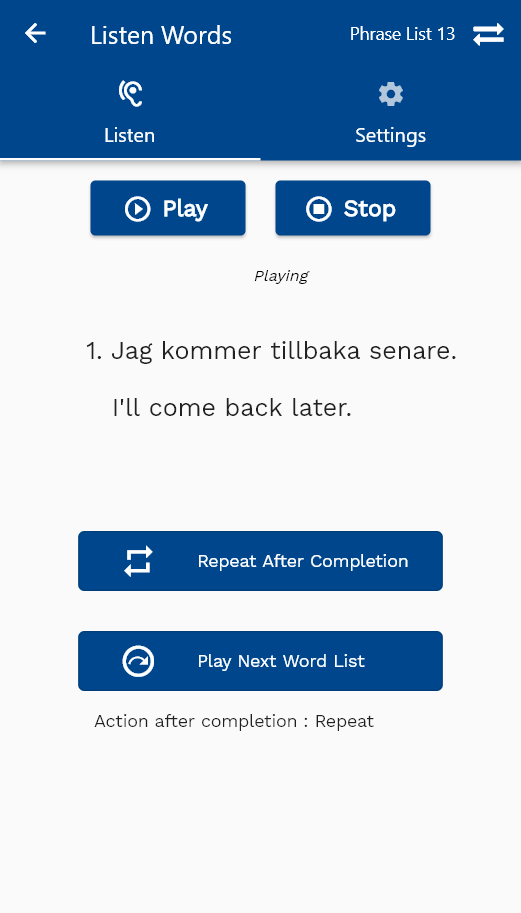 Listen Words
Phrase List 13
Listen
Settings
Play
Stop
Playing
1. Jag kommer tillbaka senare.
I'll come back later.
Repeat After Completion
Play Next Word List
Action after completion : Repeat